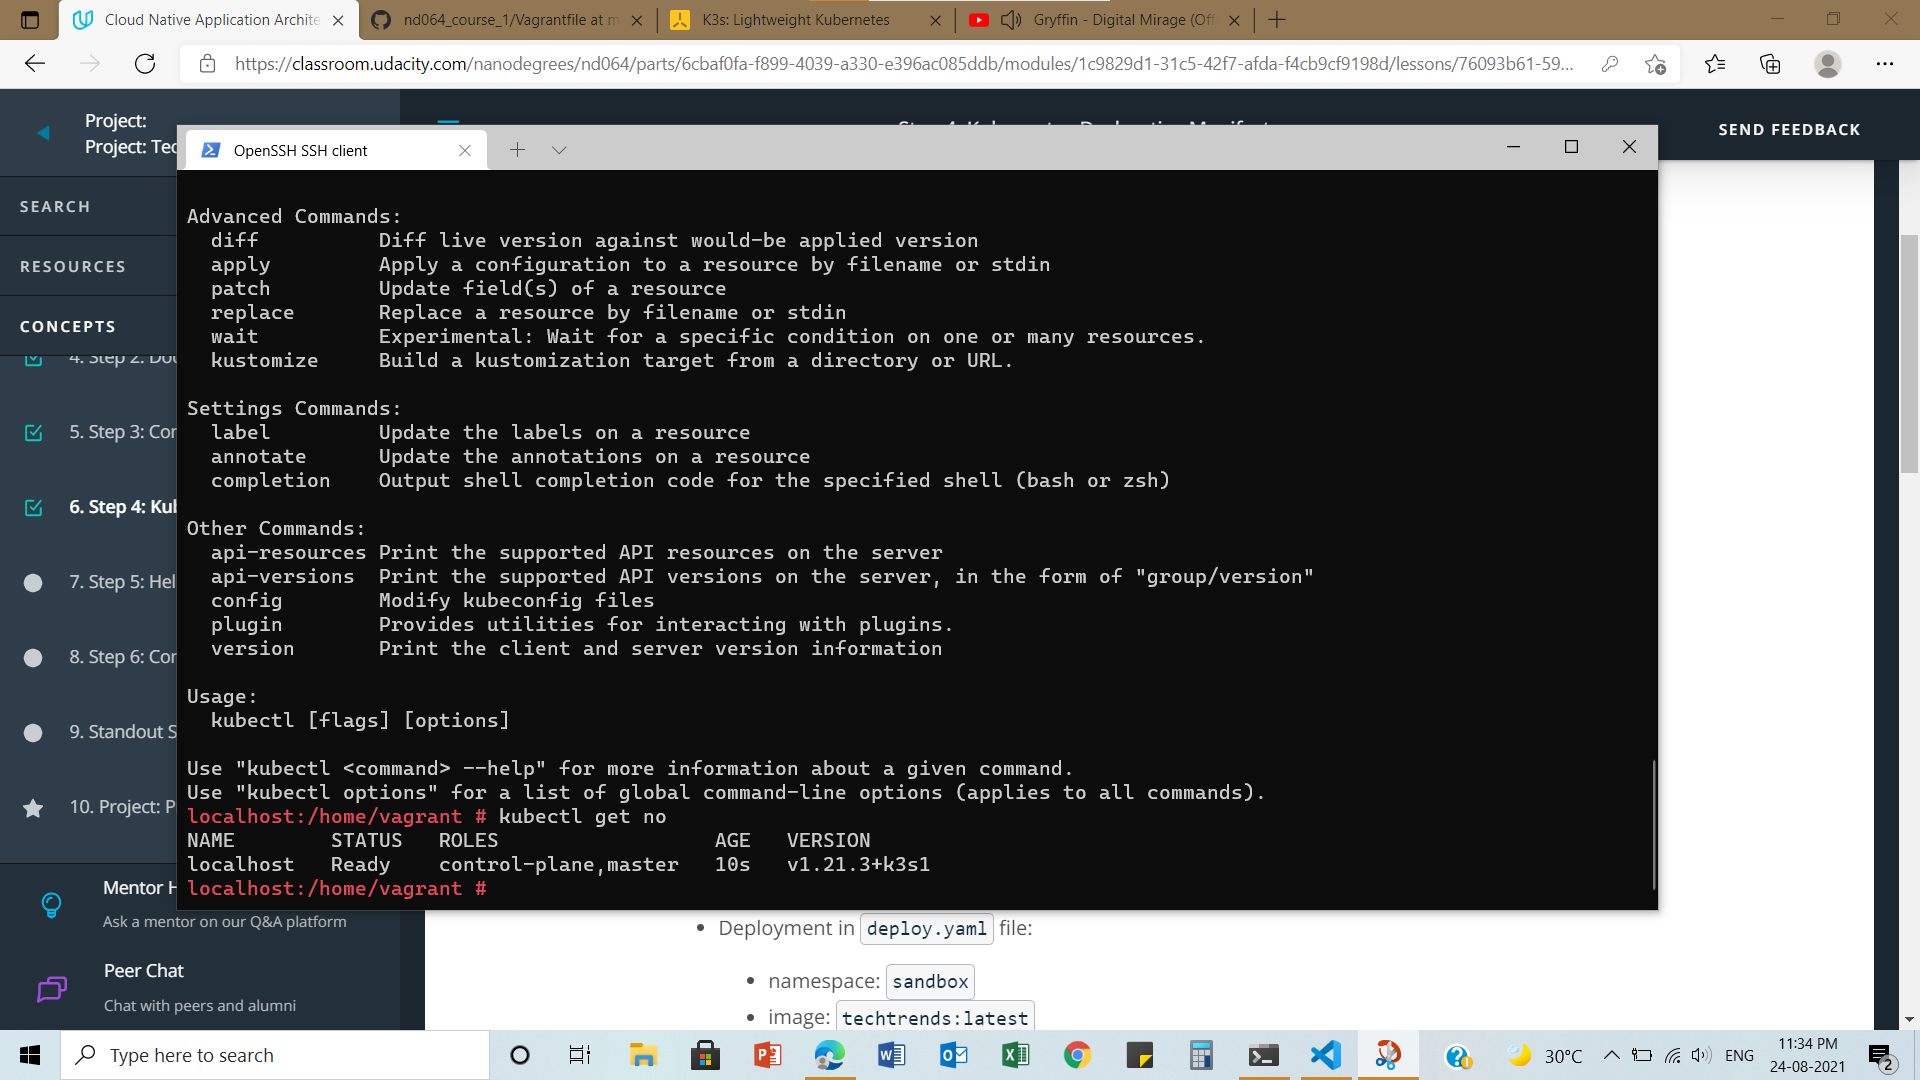 Cloud Native Application Archite
nd064_course_1/Vagrantfile at m
K3s: Lightweight Kubernetes
Gryffin - Digital Mirage (Off
https://classroom.udacity.com/nanodegrees/nd064/parts/6cbaf0fa-f899-4039-a330-e396ac085ddb/modules/1c9829d1-31c5-42f7-afda-f4cb9cf9198d/lessons/76093b61-59...
Project:
Project: Tec
SEND FEEDBACK
OpenSSH SSH client
SEARCH
RESOURCES
CONCEPTS
4. Step 2: Doc
5. Step 3: Con
6. Step 4: Kub
7. Step 5: Hel
8. Step 6: Con
9. Standout S
10. Project: P
Mentor H
Ask a mentor on our Q&A platform
Peer Chat
Chat with peers and alumni
Advanced Commands:
diff Diff live version against would-be applied version
apply Apply a configuration to a resource by filename or stdin
patch Update field(s) of a resource
replace Replace a resource by filename or stdin
wait Experimental: Wait for a specific condition on one or many resources.
kustomize Build a kustomization target from a directory or URL.
Settings Commands:
label Update the labels on a resource
annotate Update the annotations on a resource
completion Output shell completion code for the specified shell (bash or zsh)
Other Commands:
api-resources Print the supported API resources on the server
api-versions Print the supported API versions on the server, in the form of "group/version"
config Modify kubeconfig files
plugin Provides utilities for interacting with plugins.
version Print the client and server version information
Usage:
kubectl [flags] [options]
Use "kubectl <command> --help" for more information about a given command.
Use "kubectl options" for a list of global command-line options (applies to all commands).
localhost:/home/vagrant # kubectl get no
NAME STATUS ROLES AGE VERSION
localhost Ready control-plane,master 10s v1.21.3+k3s1
localhost:/home/vagrant #
Deployment in deploy.yaml file:
namespace: sandbox
image: techtrends:latest
Type here to search
30°C
ENG
11:34 PM
24-08-2021
2